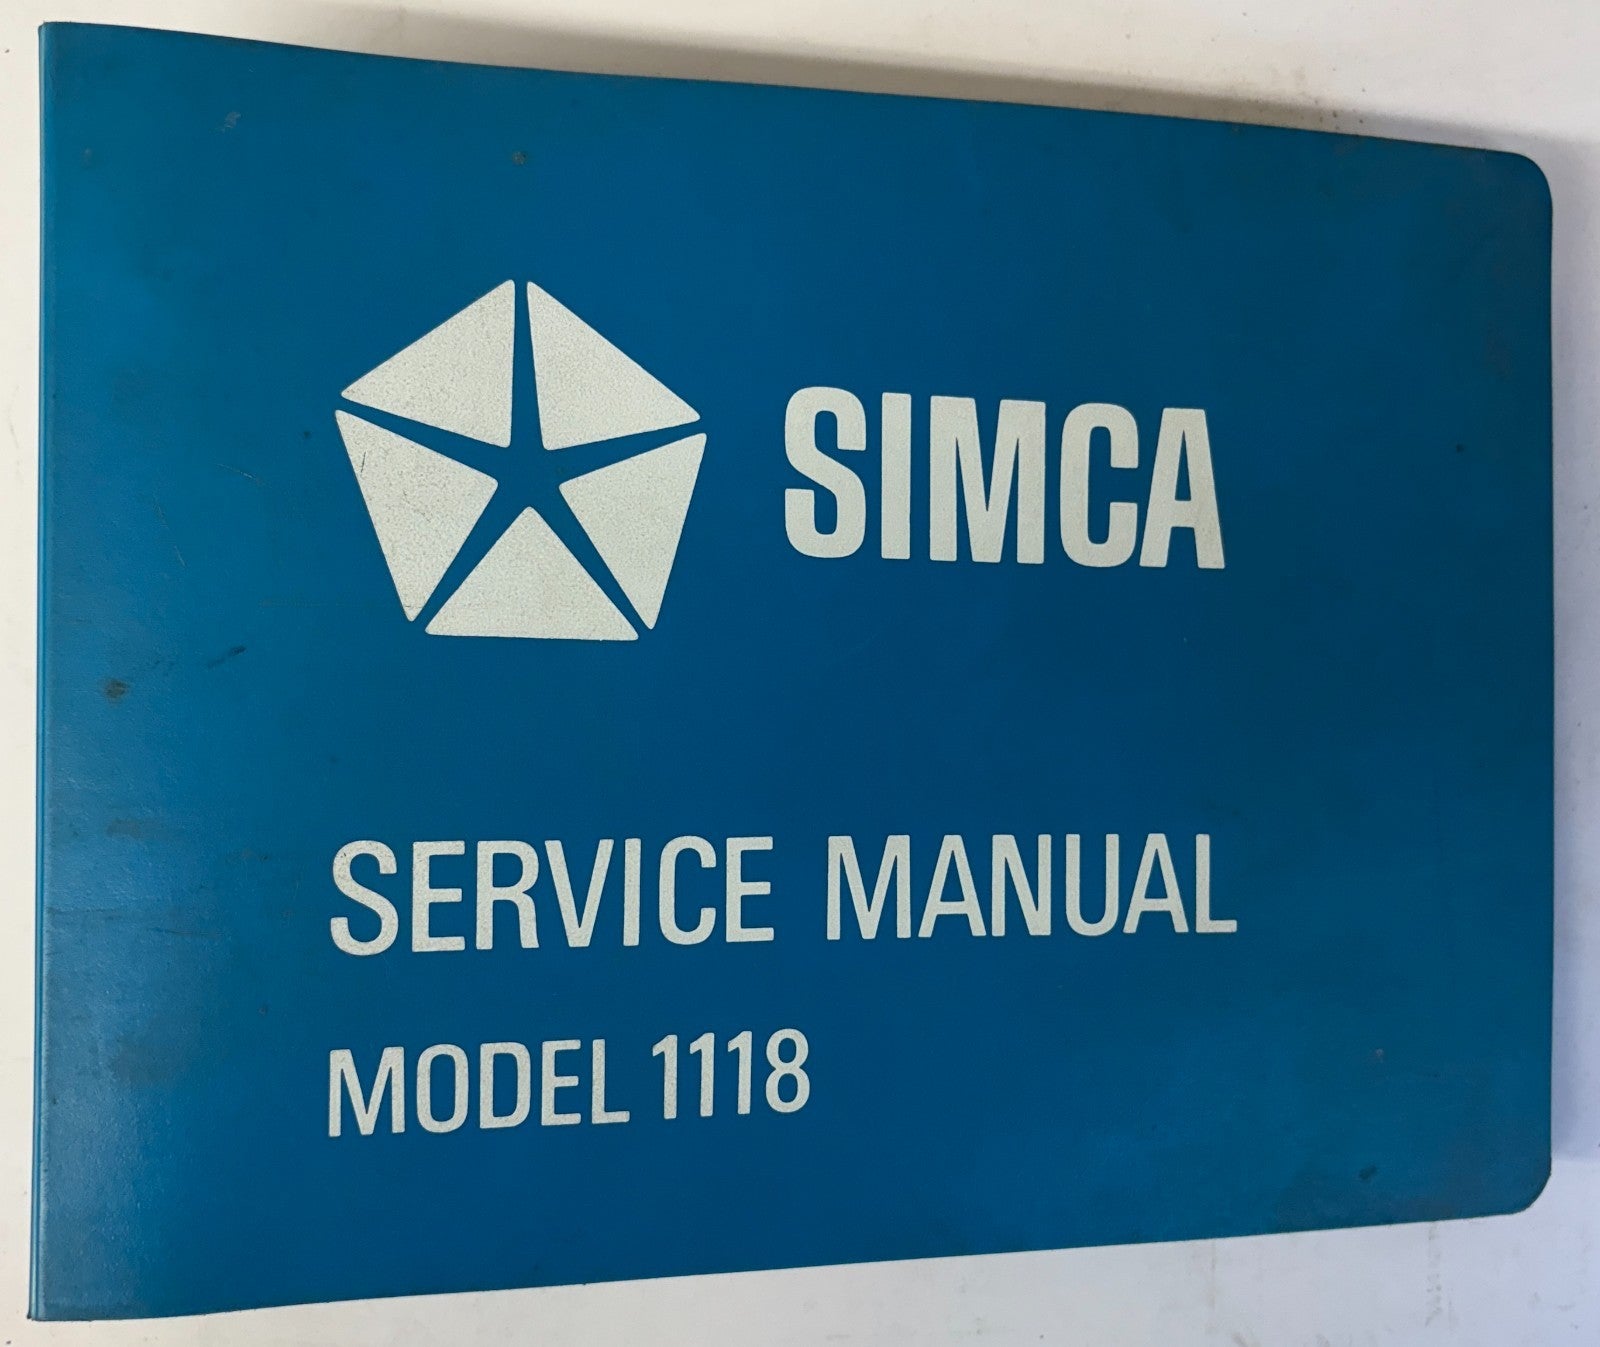 SIMCA
SERVICE MANUAL
MODEL 1118